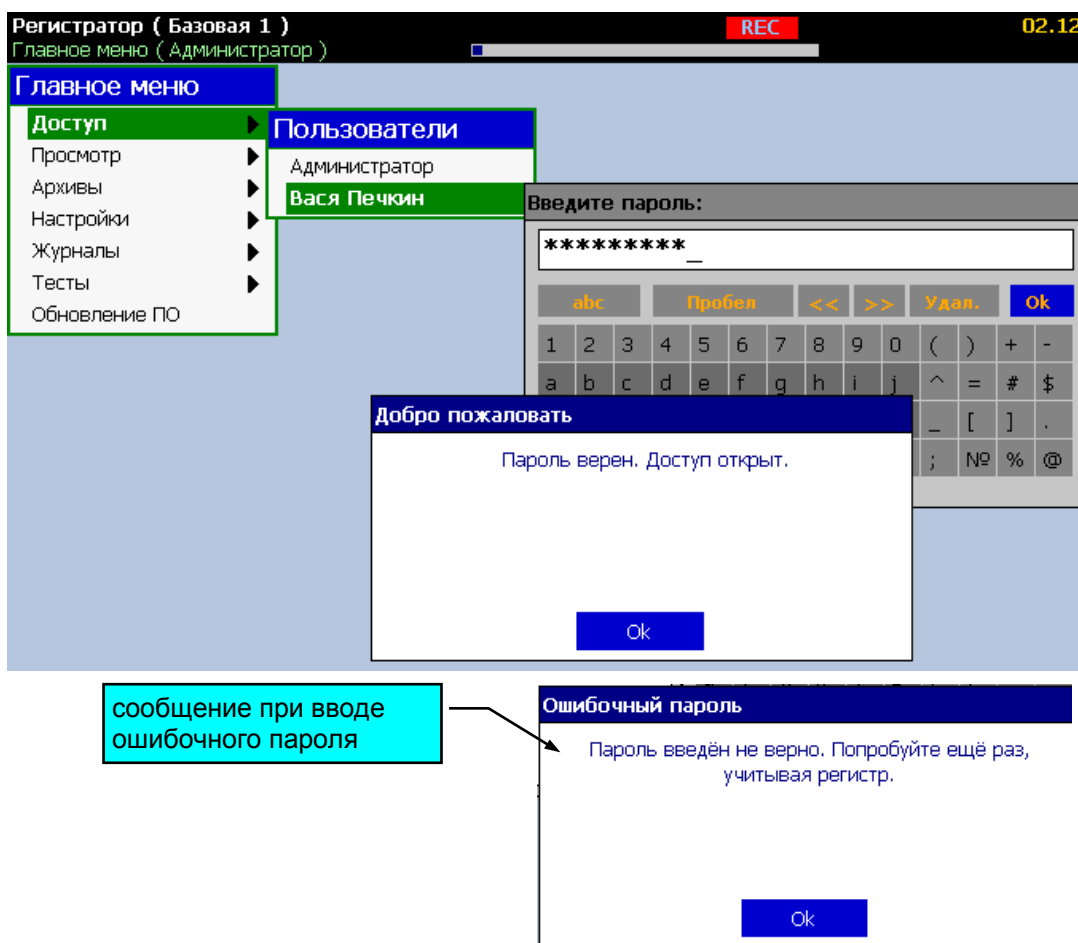 Регистратор ( Базовая 1 )
REC
02.12
Главное меню ( Администратор )
Главное меню
Доступ
Просмотр
Архивы
Настройки
Журналы
Тесты
Обновление ПО
Пользователи
Администратор
Вася Печкин
Введите пароль:
*********_
abc Пробел << >> Удал. Ok
1 2 3 4 5 6 7 8 9 0 ( ) + -
a b c d e f g h i j ^ = # $
_ [ ] .
; № % @
Добро пожаловать
Пароль верен. Доступ открыт.
Ok
сообщение при вводе
ошибочного пароля
Ошибочный пароль
Пароль введён не верно. Попробуйте ещё раз,
учитывая регистр.
Ok